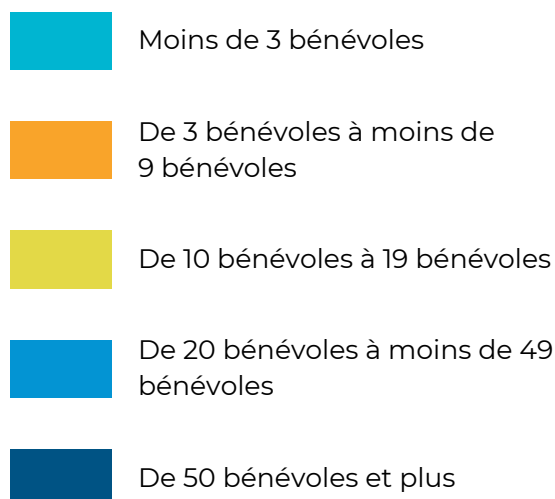 Moins de 3 bénévoles
De 3 bénévoles à moins de
9 bénévoles
De 10 bénévoles à 19 bénévoles
De 20 bénévoles à moins de 49
bénévoles
De 50 bénévoles et plus